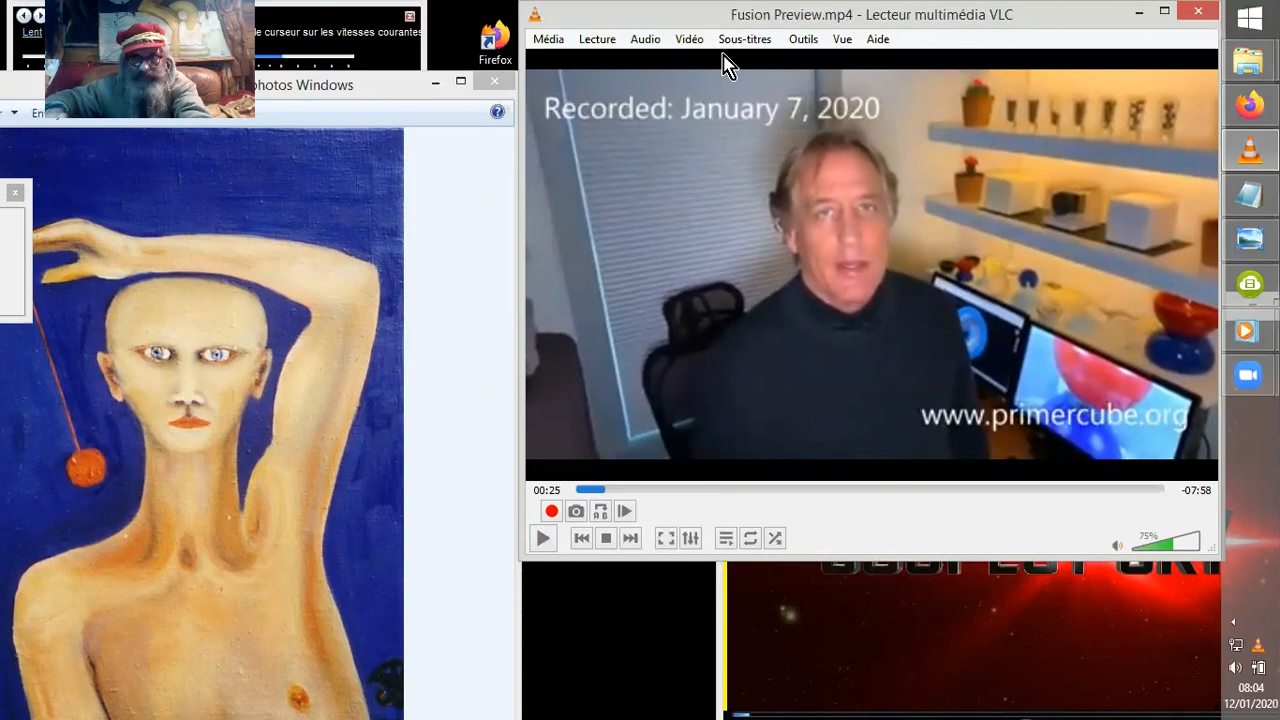 Lent
le curseur sur les vitesses courantes
Firefox
Fusion Preview.mp4 - Lecteur multimédia VLC
Média Lecture Audio Vidéo Sous-titres Outils Vue Aide
photos Windows
Recorded: January 7, 2020
www.primercube.org
00:25
-07:58
75%
08:04
12/01/2020